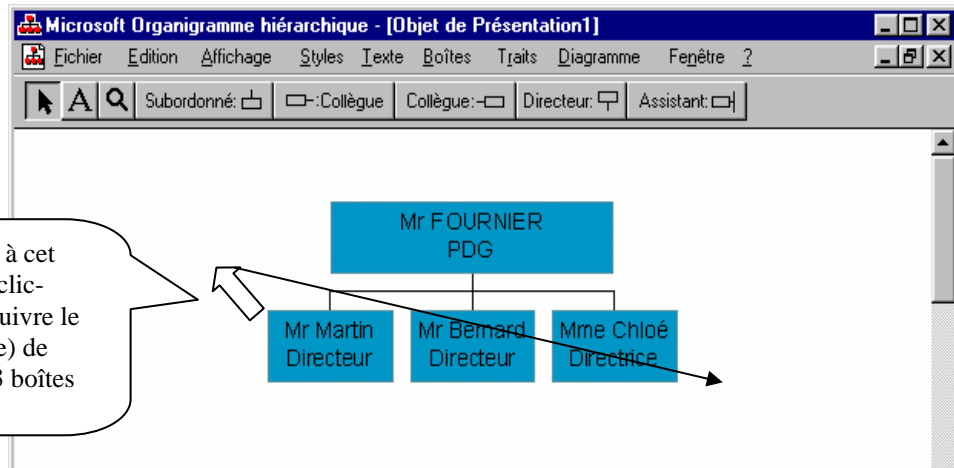 Microsoft Organigramme hiérarchique - [Objet de Présentation1]
Fichier Edition Affichage Styles Texte Boîtes Traits Diagramme Fenêtre ?
A Subordonné: :Collègue Collègue: Directeur: Assistant:
Mr FOURNIER
PDG
à cet
clic-
uivre le
e) de
3 boîtes
Mr Martin
Directeur
Mr Bernard
Directeur
Mme Chloé
Directrice